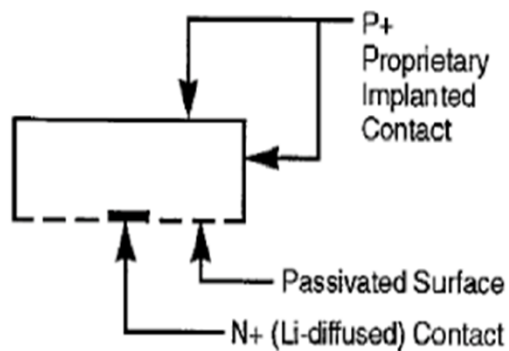 P+
Proprietary
Implanted
Contact
Passivated Surface
N+ (Li-diffused) Contact